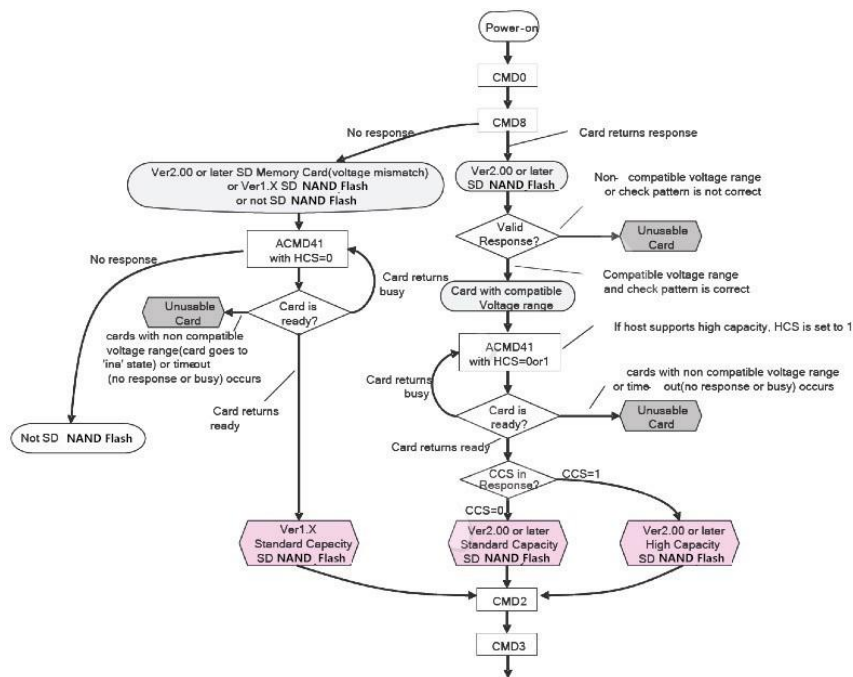 Power-on
CMD0
CMD8
No response
Card returns response
Ver2.00 or later SD Memory Card(voltage mismatch)
or Ver1.X SD NAND Flash
or not SD NAND Flash
Ver2.00 or later
SD NAND Flash
Non- compatible voltage range
or check pattern is not correct
Valid
Response?
Unusable
Card
ACMD41
with HCS=0
No response
Card returns
busy
Compatible voltage range
and check pattern is correct
Card with compatible
Voltage range
Unusable
Card
Card is
ready?
cards with non compatible
voltage range(card goes to
'ina' state) or timeout
(no response or busy) occurs
If host supports high capacity, HCS is set to 1
ACMD41
with HCS=0or1
Card returns
busy
cards with non compatible voltage range
or time- out(no response or busy) occurs
Card is
ready?
Unusable
Card
Card returns
ready
Not SD NAND Flash
Card returns ready
CCS in
Response?
CCS=1
CCS=0
Ver1.X
Standard Capacity
SD NAND Flash
Ver2.00 or later
Standard Capacity
SD NAND Flash
Ver2.00 or later
High Capacity
SD NAND Flash
CMD2
CMD3